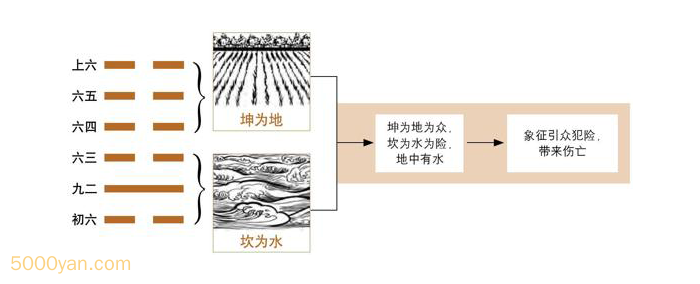 上六
六五
六四
六三
九二
初六
坤为地
坎为水
坤为地为众，
坎为水为险，
地中有水
象征引众犯险，
带来伤亡
5000yan.com